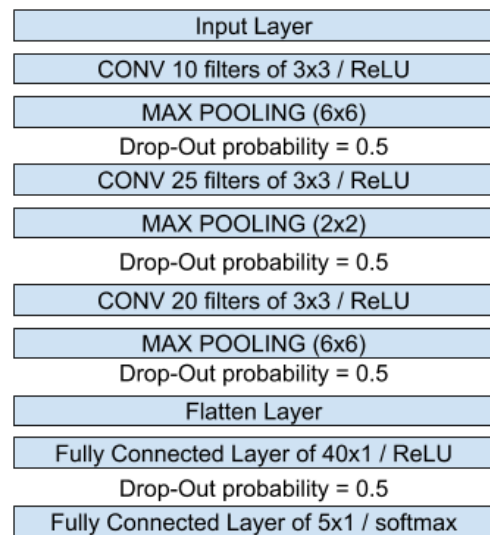 Input Layer
CONV 10 filters of 3x3 / ReLU
MAX POOLING (6x6)
Drop-Out probability = 0.5
CONV 25 filters of 3x3 / ReLU
MAX POOLING (2x2)
Drop-Out probability = 0.5
CONV 20 filters of 3x3 / ReLU
MAX POOLING (6x6)
Drop-Out probability = 0.5
Flatten Layer
Fully Connected Layer of 40x1 / ReLU
Drop-Out probability = 0.5
Fully Connected Layer of 5x1 / softmax